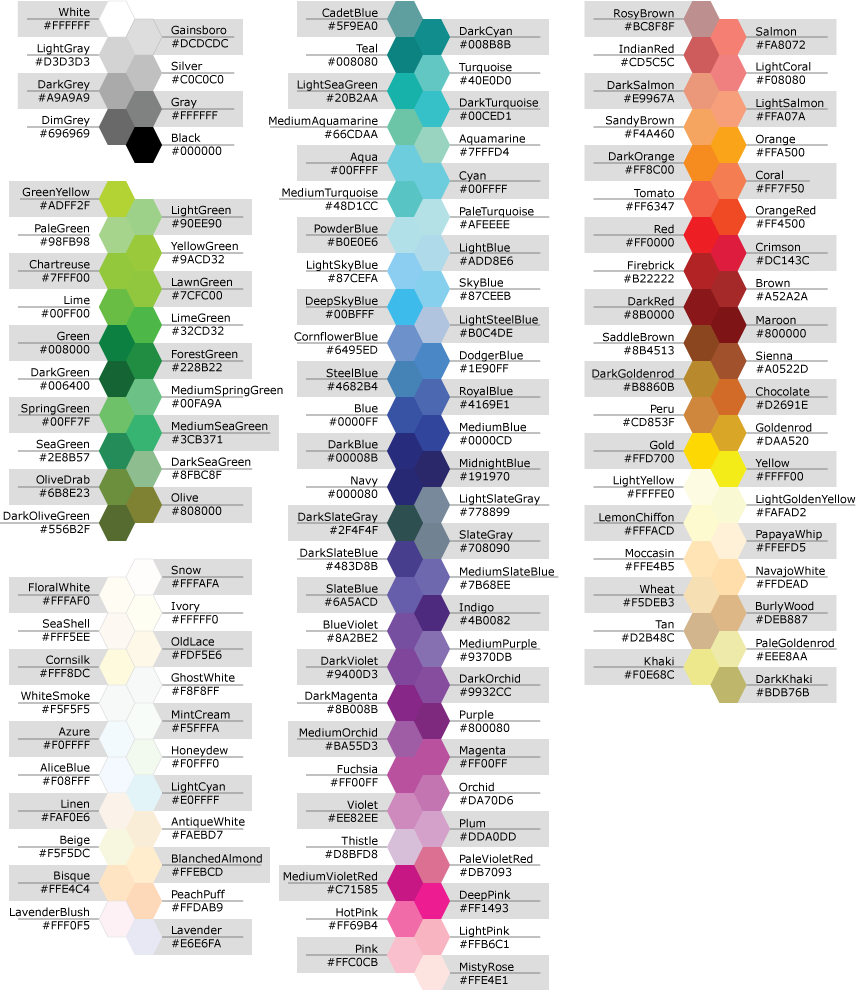 White
#FFFFFF
Gainsboro
#DCDCDC
LightGray
#D3D3D3
Silver
#C0C0C0
DarkGrey
#A9A9A9
Gray
#FFFFFF
DimGrey
#696969
Black
#000000
GreenYellow
#ADFF2F
LightGreen
#90EE90
PaleGreen
#98FB98
YellowGreen
#9ACD32
Chartreuse
#7FFF00
LawnGreen
#7CFC00
Lime
#00FF00
LimeGreen
#32CD32
Green
#008000
ForestGreen
#228B22
DarkGreen
#006400
MediumSpringGreen
#00FA9A
SpringGreen
#00FF7F
MediumSeaGreen
#3CB371
SeaGreen
#2E8B57
DarkSeaGreen
#8FBC8F
OliveDrab
#6B8E23
Olive
#808000
DarkOliveGreen
#556B2F
Snow
#FFFAFA
FloralWhite
#FFFAF0
Ivory
#FFFFF0
SeaShell
#FFF5EE
OldLace
#FDF5E6
Cornsilk
#FFF8DC
GhostWhite
#F8F8FF
WhiteSmoke
#F5F5F5
MintCream
#F5FFFA
Azure
#F0FFFF
Honeydew
#F0FFF0
AliceBlue
#F08FFF
LightCyan
#E0FFFF
Linen
#FAF0E6
AntiqueWhite
#FAEBD7
Beige
#F5F5DC
BlanchedAlmond
#FFEBCD
Bisque
#FFE4C4
PeachPuff
#FFDAB9
LavenderBlush
#FFF0F5
Lavender
#E6E6FA
CadetBlue
#5F9EA0
DarkCyan
#008B8B
Teal
#008080
Turquoise
#40E0D0
LightSeaGreen
#20B2AA
DarkTurquoise
#00CED1
MediumAquamarine
#66CDAA
Aquamarine
#7FFFD4
Aqua
#00FFFF
Cyan
#00FFFF
MediumTurquoise
#48D1CC
PaleTurquoise
#AFEEEE
PowderBlue
#B0E0E6
LightBlue
#ADD8E6
LightSkyBlue
#87CEFA
SkyBlue
#87CEEB
DeepSkyBlue
#00BFFF
LightSteelBlue
#B0C4DE
CornflowerBlue
#6495ED
DodgerBlue
#1E90FF
SteelBlue
#4682B4
RoyalBlue
#4169E1
Blue
#0000FF
MediumBlue
#0000CD
DarkBlue
#00008B
MidnightBlue
#191970
Navy
#000080
LightSlateGray
#778899
DarkSlateGray
#2F4F4F
SlateGray
#708090
DarkSlateBlue
#483D8B
MediumSlateBlue
#7B68EE
SlateBlue
#6A5ACD
Indigo
#4B0082
BlueViolet
#8A2BE2
MediumPurple
#9370DB
DarkViolet
#9400D3
DarkOrchid
#9932CC
DarkMagenta
#8B008B
Purple
#800080
MediumOrchid
#BA55D3
Magenta
#FF00FF
Fuchsia
#FF00FF
Orchid
#DA70D6
Violet
#EE82EE
Plum
#DDA0DD
Thistle
#D8BFD8
PaleVioletRed
#DB7093
MediumVioletRed
#C71585
DeepPink
#FF1493
HotPink
#FF69B4
LightPink
#FFB6C1
Pink
#FFC0CB
MistyRose
#FFE4E1
RosyBrown
#BC8F8F
Salmon
#FA8072
IndianRed
#CD5C5C
LightCoral
#F08080
DarkSalmon
#E9967A
LightSalmon
#FFA07A
SandyBrown
#F4A460
Orange
#FFA500
DarkOrange
#FF8C00
Coral
#FF7F50
Tomato
#FF6347
OrangeRed
#FF4500
Red
#FF0000
Crimson
#DC143C
Firebrick
#B22222
Brown
#A52A2A
DarkRed
#8B0000
Maroon
#800000
SaddleBrown
#8B4513
Sienna
#A0522D
DarkGoldenrod
#B8860B
Chocolate
#D2691E
Peru
#CD853F
Goldenrod
#DAA520
Gold
#FFD700
Yellow
#FFFF00
LightYellow
#FFFFE0
LightGoldenYellow
#FAFAD2
LemonChiffon
#FFFACD
PapayaWhip
#FFEFD5
Moccasin
#FFE4B5
NavajoWhite
#FFDEAD
Wheat
#F5DEB3
BurlyWood
#DEB887
Tan
#D2B48C
PaleGoldenrod
#EEE8AA
Khaki
#F0E68C
DarkKhaki
#BDB76B